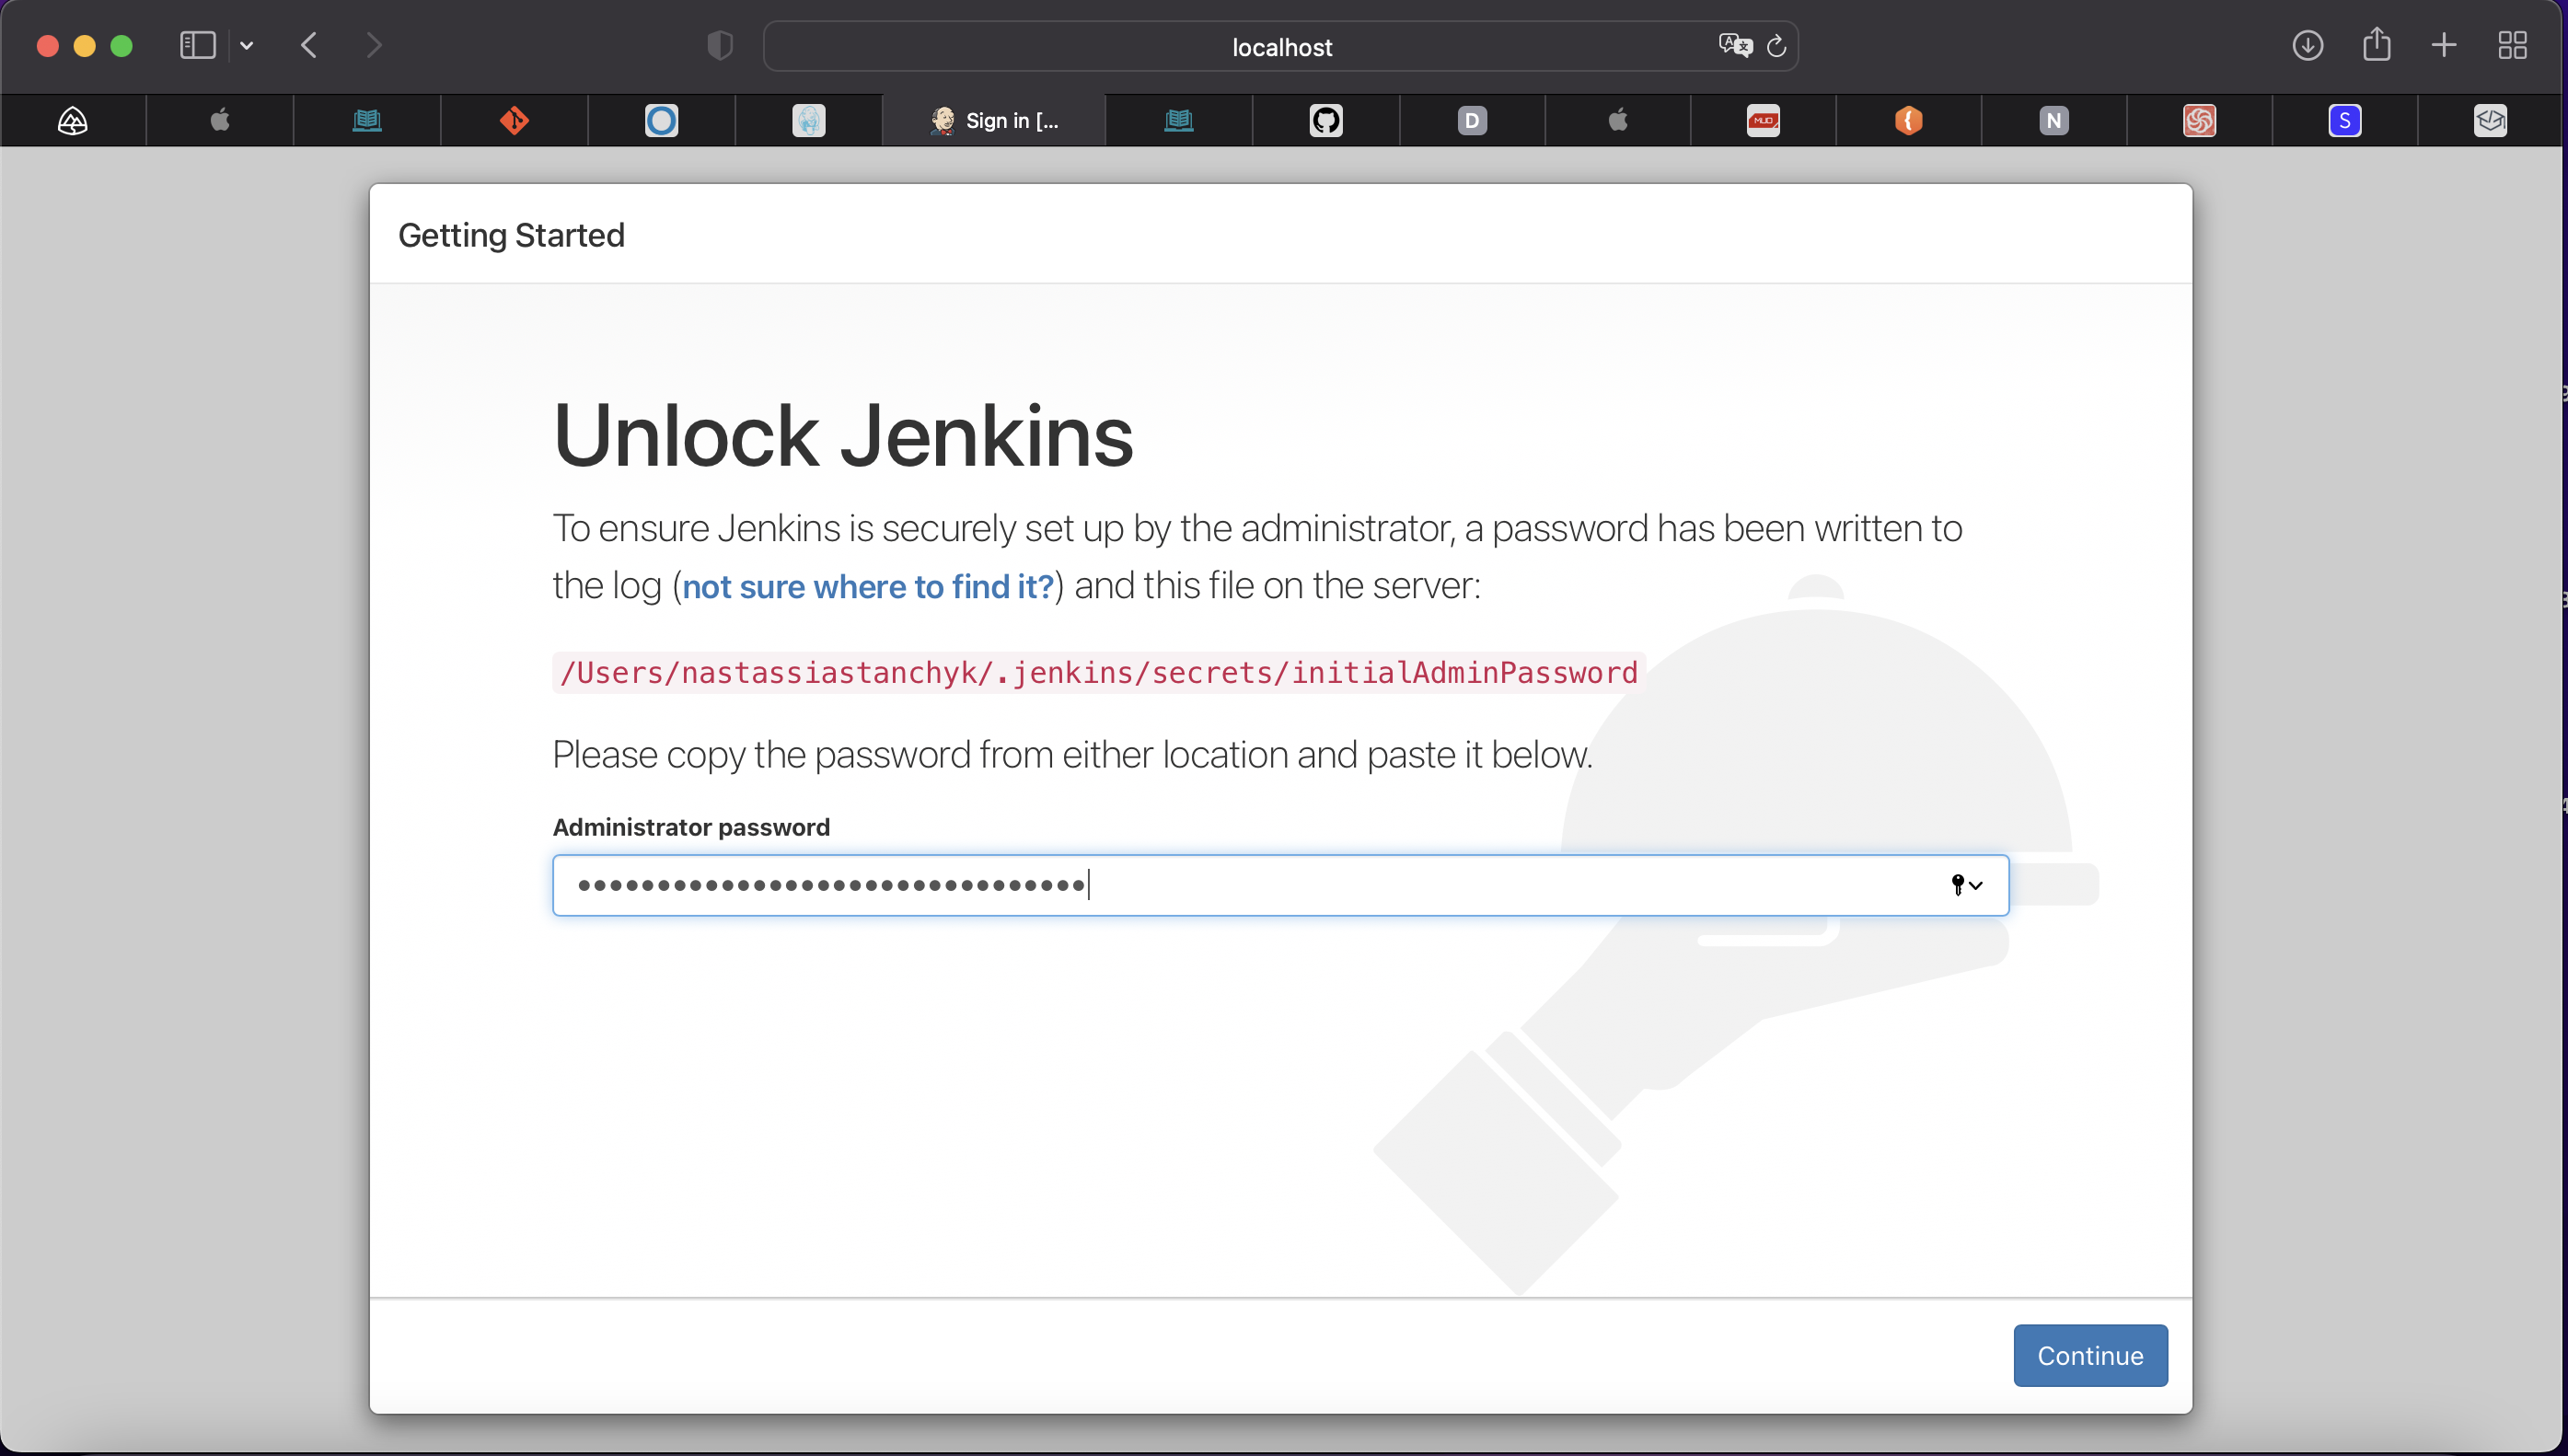 localhost
Sign in [...
D
MUO
N
S
Getting Started
Unlock Jenkins
To ensure Jenkins is securely set up by the administrator, a password has been written to
the log (not sure where to find it?) and this file on the server:
/Users/nastassiastanchyk/.jenkins/secrets/initialAdminPassword
Please copy the password from either location and paste it below.
Administrator password
Continue